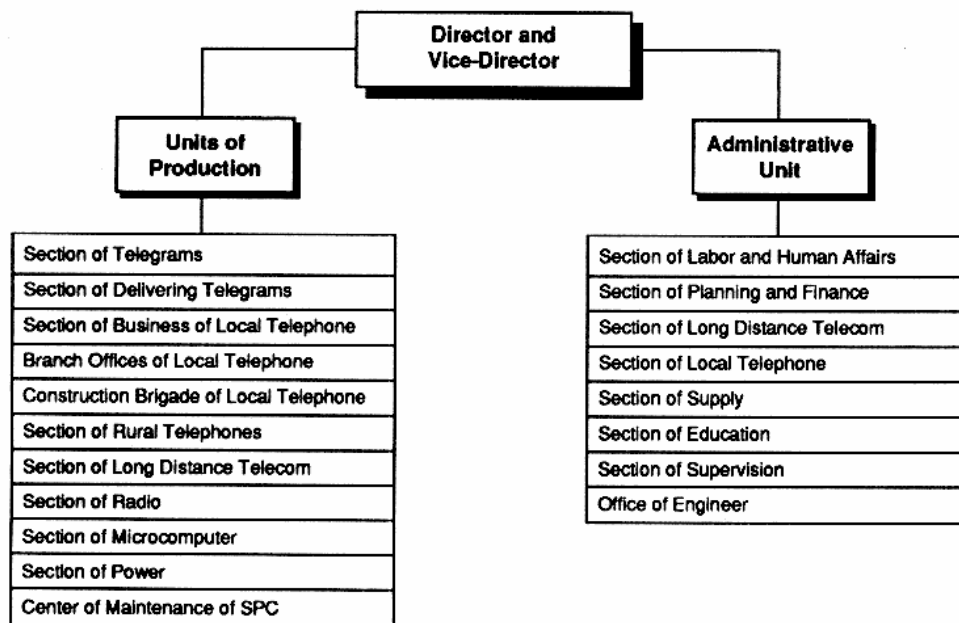 Director and
Vice-Director
Units of
Production
Administrative
Unit
Section of Telegrams
Section of Delivering Telegrams
Section of Business of Local Telephone
Branch Offices of Local Telephone
Construction Brigade of Local Telephone
Section of Rural Telephones
Section of Long Distance Telecom
Section of Radio
Section of Microcomputer
Section of Power
Center of Maintenance of SPC
Section of Labor and Human Affairs
Section of Planning and Finance
Section of Long Distance Telecom
Section of Local Telephone
Section of Supply
Section of Education
Section of Supervision
Office of Engineer